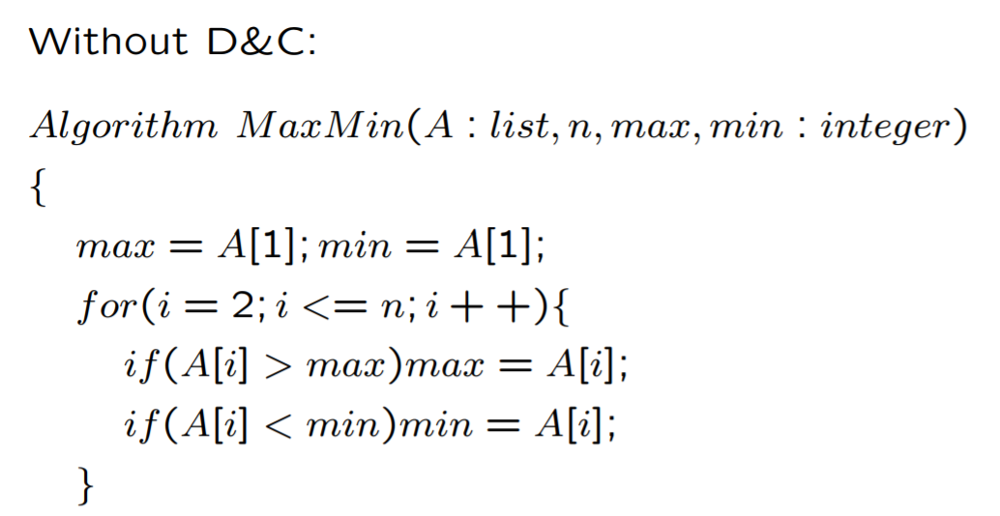 Without D&C:
Algorithm MaxMin(A : list, n, max, min : integer)
{
max = A[1]; min = A[1];
for(i = 2; i <= n; i + +){
if(A[i] > max)max = A[i];
if(A[i] < min)min = A[i];
}